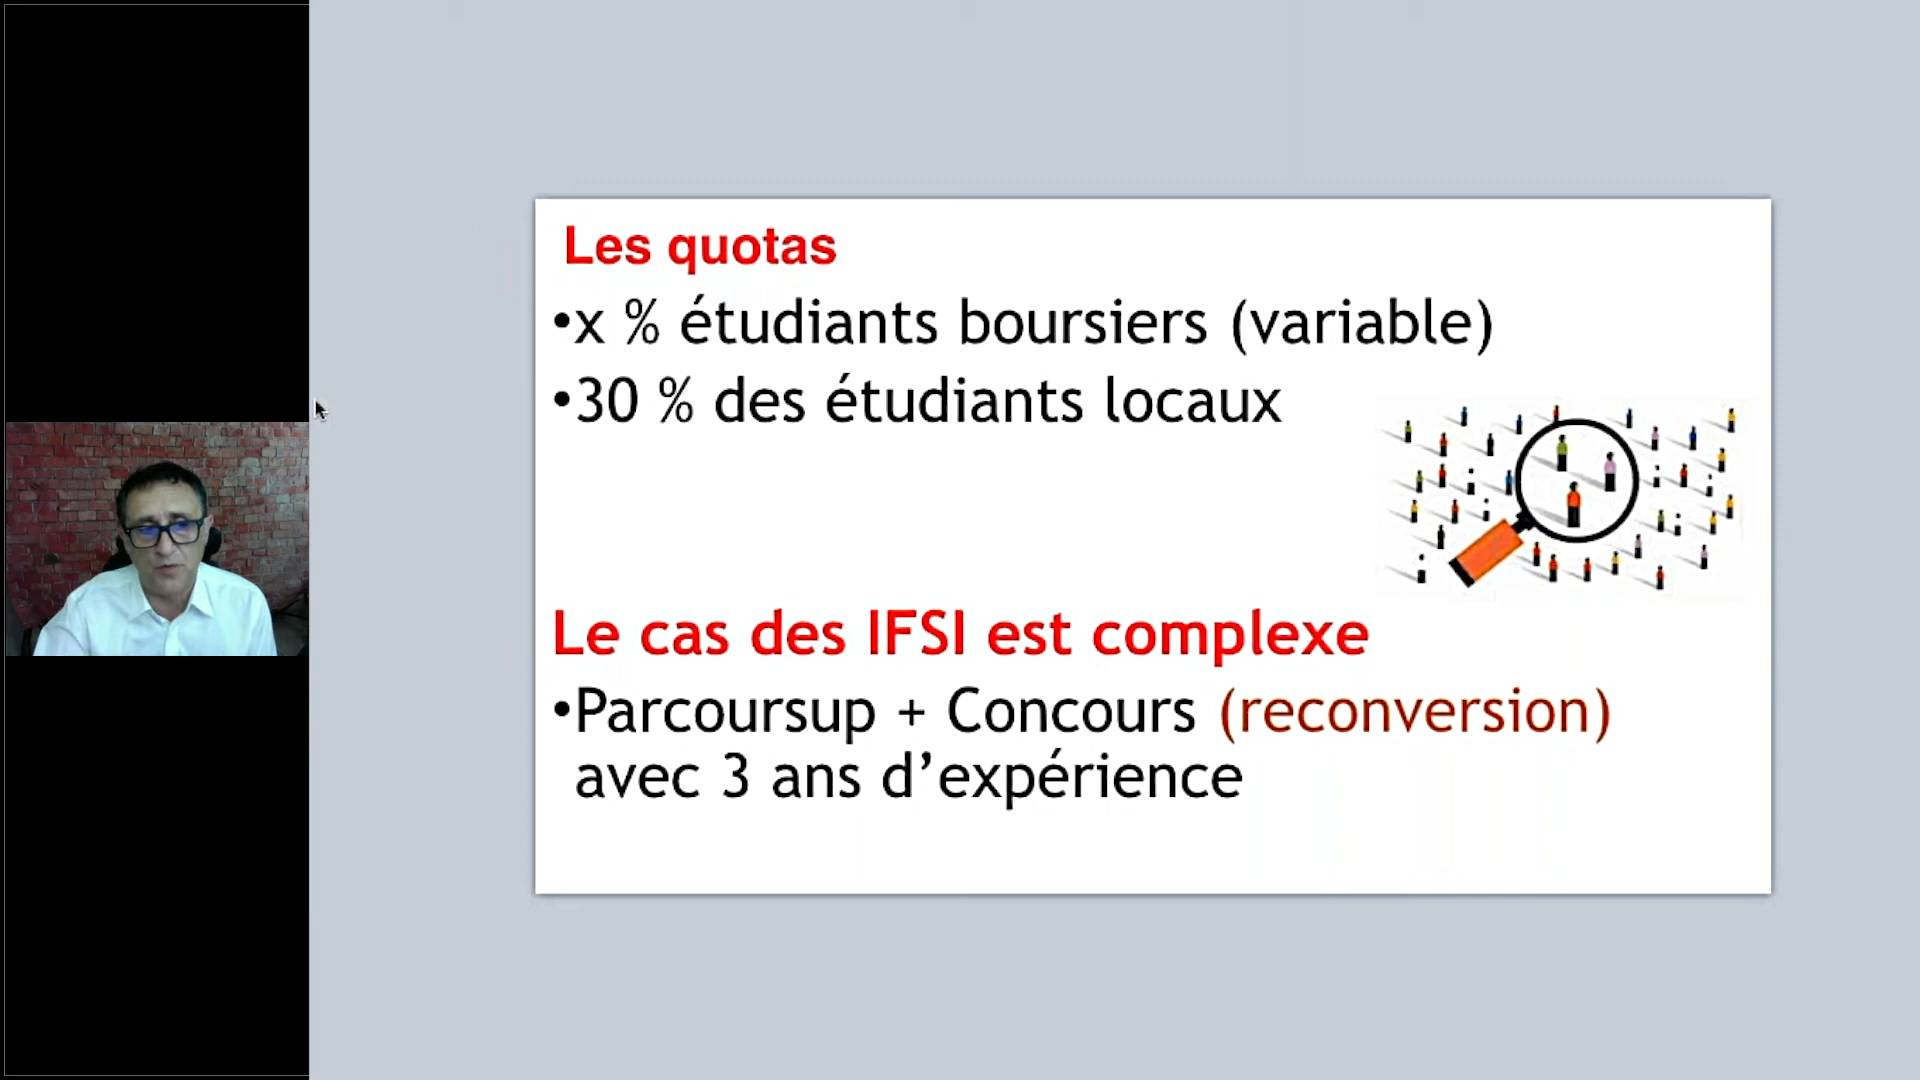 Les quotas
•x % étudiants boursiers (variable)
•30 % des étudiants locaux
Le cas des IFSI est complexe
•Parcoursup + Concours (reconversion)
avec 3 ans d’expérience